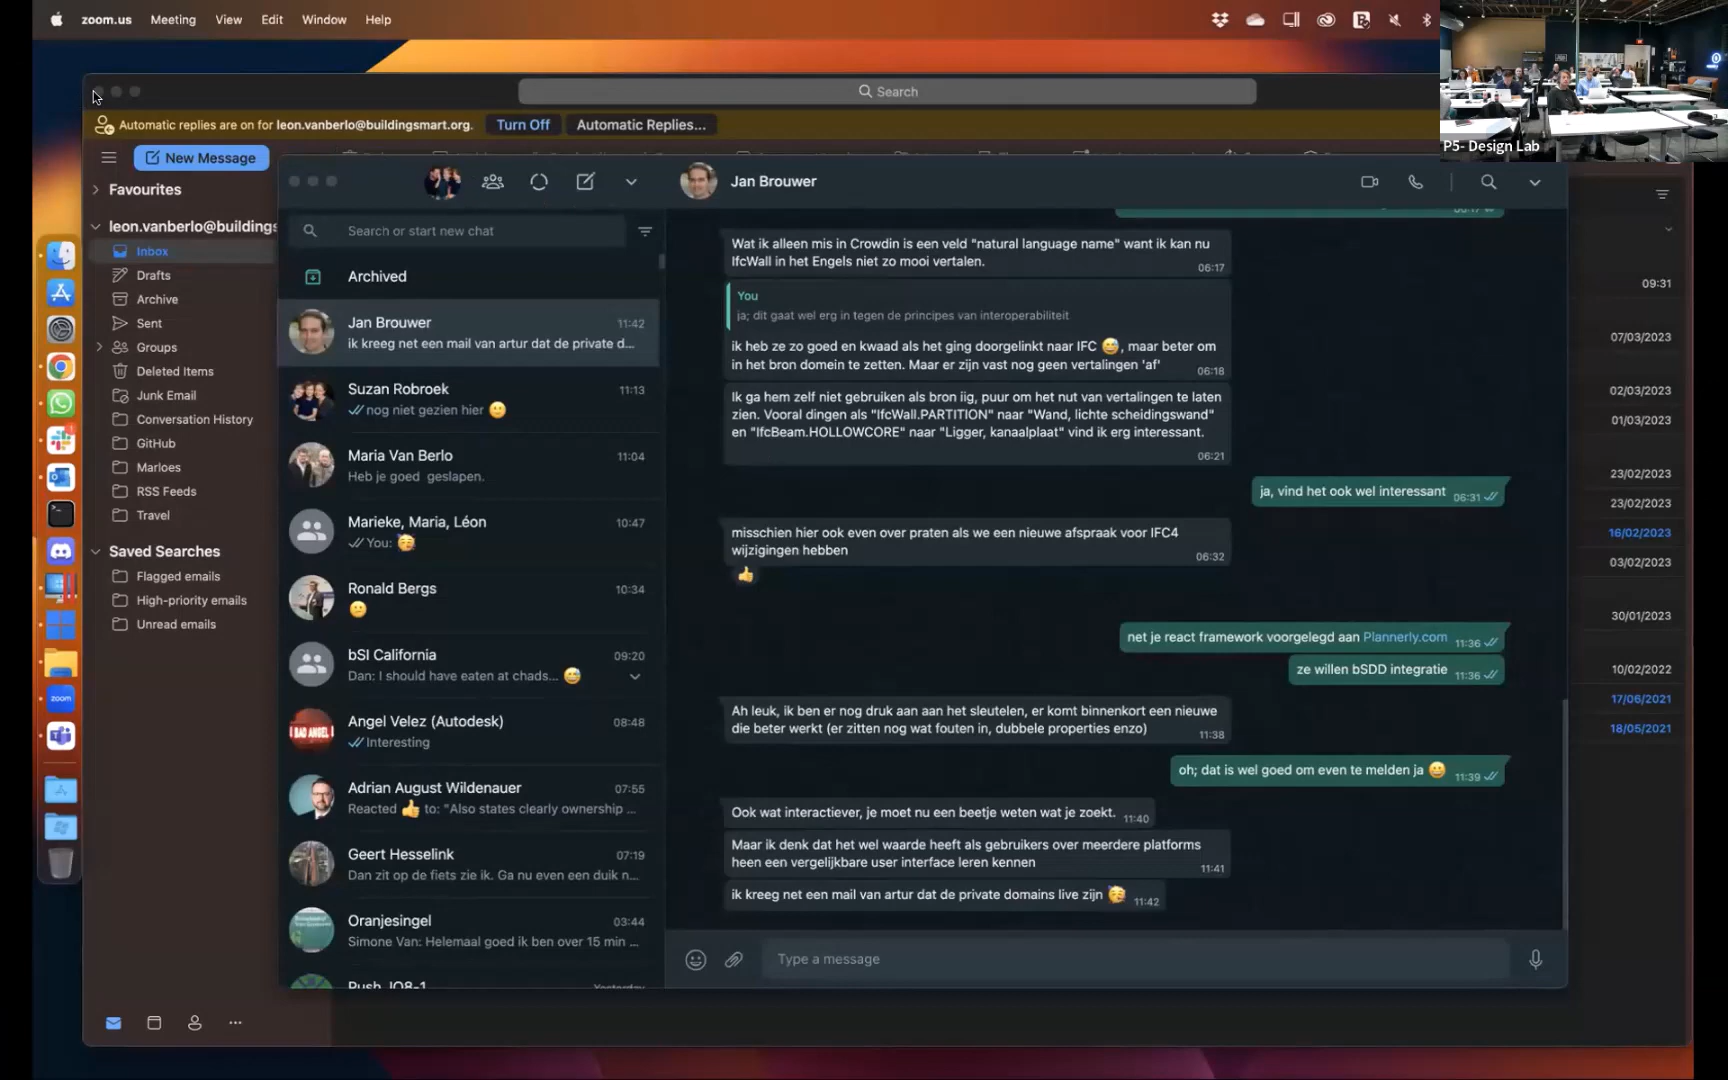 zoom.us Meeting View Edit Window Help
Search
P5- Design Lab
Automatic replies are on for leon.vanberlo@buildingsmart.org. Turn Off Automatic Replies...
New Message
Favourites
leon.vanberlo@buildings
Inbox
Drafts
Archive
Sent
Groups
Deleted Items
Junk Email
Conversation History
GitHub
Marloes
RSS Feeds
Travel
Saved Searches
Flagged emails
High-priority emails
Unread emails
Search or start new chat
Archived
Jan Brouwer 11:42
ik kreeg net een mail van artur dat de private d...
Suzan Robroek 11:13
nog niet gezien hier 🙂
Maria Van Berlo 11:04
Heb je goed geslapen.
Marieke, Maria, Léon 10:47
You: 🥳
Ronald Bergs 10:34
🙂
bSI California 09:20
Dan: I should have eaten at chads... 😅
Angel Velez (Autodesk) 08:48
Interesting
Adrian August Wildenauer 07:55
Reacted 👍 to: "Also states clearly ownership ...
Geert Hesselink 07:19
Dan zit op de fiets zie ik. Ga nu even een duik n...
Oranjesingel 03:44
Simone Van: Helemaal goed ik ben over 15 min ...
Jan Brouwer
Wat ik alleen mis in Crowdin is een veld "natural language name" want ik kan nu
IfcWall in het Engels niet zo mooi vertalen.
06:17
You
ja; dit gaat wel erg in tegen de principes van interoperabiliteit
ik heb ze zo goed en kwaad als het ging doorgelinkt naar IFC 😅, maar beter om
in het bron domein te zetten. Maar er zijn vast nog geen vertalingen 'af'
06:18
Ik ga hem zelf niet gebruiken als bron iig, puur om het nut van vertalingen te laten
zien. Vooral dingen als "IfcWall.PARTITION" naar "Wand, lichte scheidingswand"
en "IfcBeam.HOLLOWCORE" naar "Ligger, kanaalplaat" vind ik erg interessant.
06:21
ja, vind het ook wel interessant 06:31
misschien hier ook even over praten als we een nieuwe afspraak voor IFC4
wijzigingen hebben
06:32
👍
net je react framework voorgelegd aan Plannerly.com 11:36
ze willen bSDD integratie 11:36
Ah leuk, ik ben er nog druk aan aan het sleutelen, er komt binnenkort een nieuwe
die beter werkt (er zitten nog wat fouten in, dubbele properties enzo)
11:38
oh; dat is wel goed om even te melden ja 😀 11:39
Ook wat interactiever, je moet nu een beetje weten wat je zoekt. 11:40
Maar ik denk dat het wel waarde heeft als gebruikers over meerdere platforms
heen een vergelijkbare user interface leren kennen
11:41
ik kreeg net een mail van artur dat de private domains live zijn 🥳 11:42
Type a message
09:31
07/03/2023
02/03/2023
01/03/2023
23/02/2023
23/02/2023
16/02/2023
03/02/2023
30/01/2023
10/02/2022
17/06/2021
18/05/2021
zoom